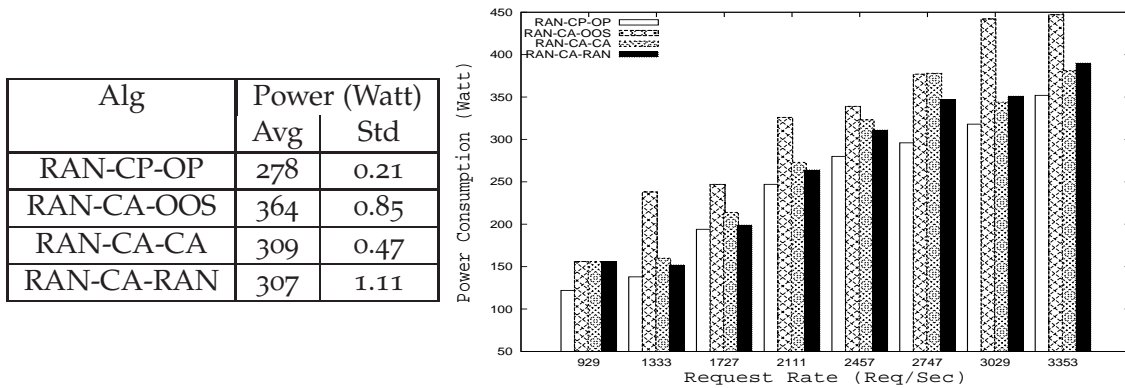 Alg Power (Watt)
Avg Std
RAN-CP-OP 278 0.21
RAN-CA-OOS 364 0.85
RAN-CA-CA 309 0.47
RAN-CA-RAN 307 1.11
RAN-CP-OP
RAN-CA-OOS
RAN-CA-CA
RAN-CA-RAN
450
400
350
300
250
200
150
100
50
Power Consumption (Watt)
929 1333 1727 2111 2457 2747 3029 3353
Request Rate (Req/Sec)